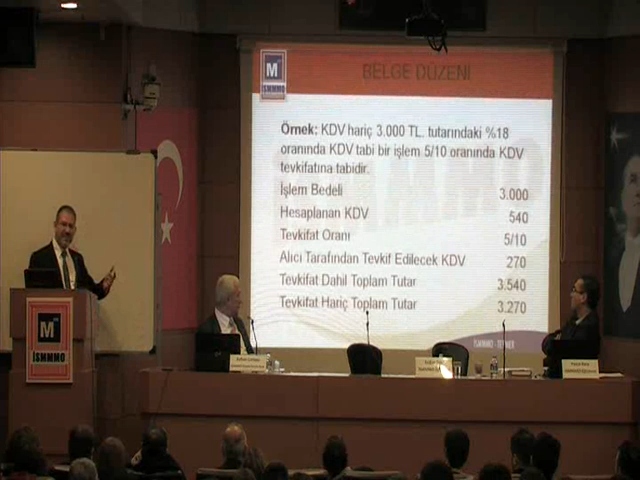 M
İSMMMO
BELGE DÜZENİ
Örnek: KDV hariç 3.000 TL. tutarındaki %18
oranında KDV tabi bir işlem 5/10 oranında KDV
tevkifatına tabidir.
İşlem Bedeli 3.000
Hesaplanan KDV 540
Tevkifat Oranı 5/10
Alıcı Tarafından Tevkif Edilecek KDV 270
Tevkifat Dahil Toplam Tutar 3.540
Tevkifat Hariç Toplam Tutar 3.270
M
İSMMMO